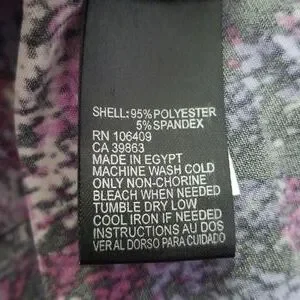 SHELL: 95% POLYESTER
5% SPANDEX
RN 106409
CA 39863
MADE IN EGYPT
MACHINE WASH COLD
ONLY NON-CHORINE
BLEACH WHEN NEEDED
TUMBLE DRY LOW
COOL IRON IF NEEDED
INSTRUCTIONS AU DOS
VER AL DORSO PARA CUIDADO